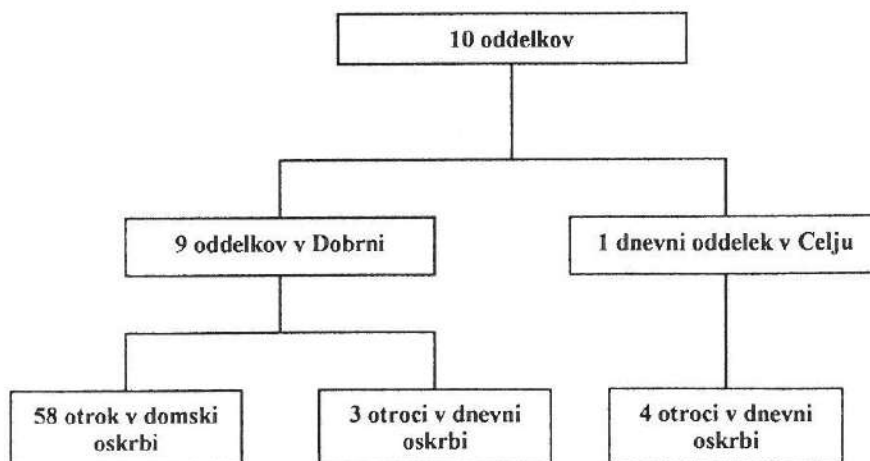 10 oddelkov
9 oddelkov v Dobrni
1 dnevni oddelek v Celju
58 otrok v domski
oskrbi
3 otroci v dnevni
oskrbi
4 otroci v dnevni
oskrbi